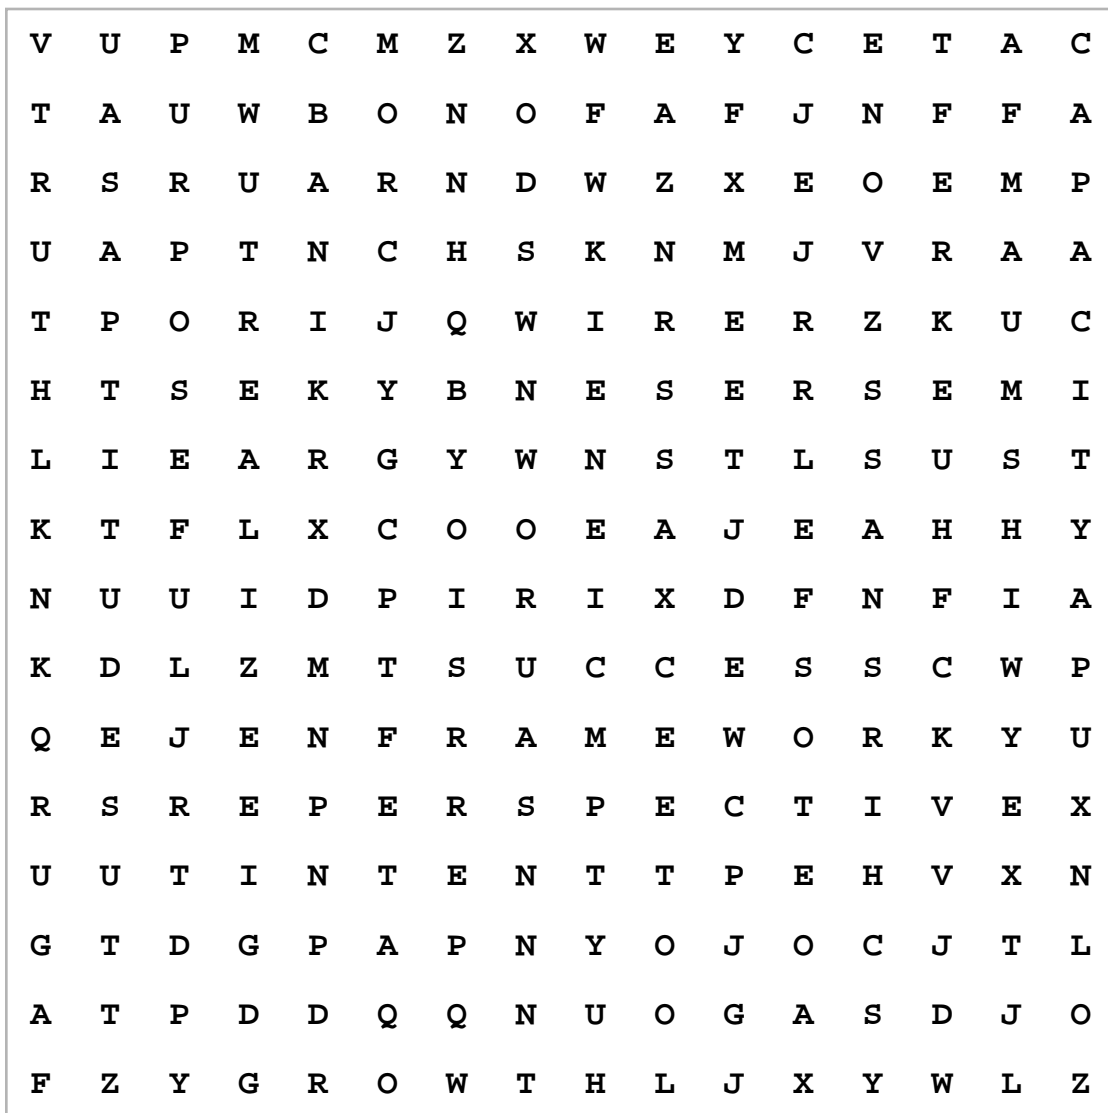 V U P M C M Z X W E Y C E T A C
T A U W B O N O F A F J N F F A
R S R U A R N D W Z X E O E M P
U A P T N C H S K N M J V R A A
T P O R I J Q W I R E R Z K U C
H T S E K Y B N E S E R S E M I
L I E A R G Y W N S T L S U S T
K T F L X C O O E A J E A H H Y
N U U I D P I R I X D F N F I A
K D L Z M T S U C C E S S C W P
Q E J E N F R A M E W O R K Y U
R S R E P E R S P E C T I V E X
U U T I N T E N T T P E H V X N
G T D G P A P N Y O J O C J T L
A T P D D Q Q N U O G A S D J O
F Z Y G R O W T H L J X Y W L Z